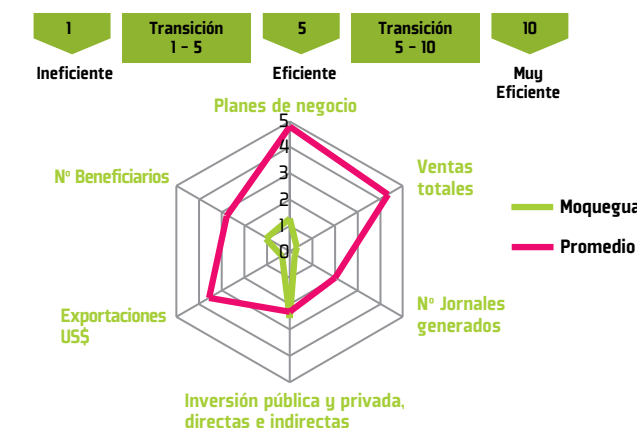 1
Transición
1 - 5
5
Transición
5 - 10
10
Ineficiente
Eficiente
Muy
Eficiente
Planes de negocio
5
4
3
2
1
0
Nº Beneficiarios
Ventas
totales
Moquegua
Promedio
Exportaciones
US$
Nº Jornales
generados
Inversión pública y privada,
directas e indirectas